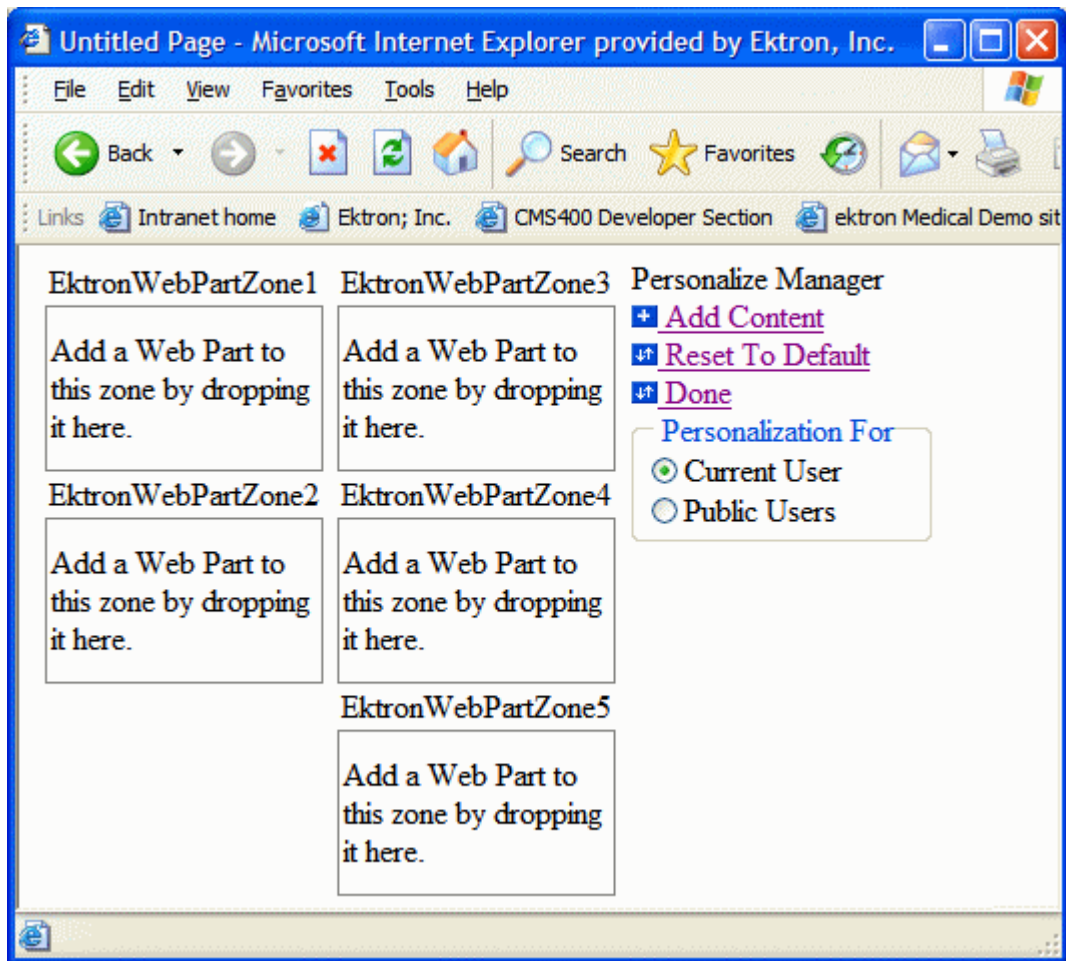 Untitled Page - Microsoft Internet Explorer provided by Ektron, Inc.
File Edit View Favorites Tools Help
Back Search Favorites
Links Intranet home Ektron; Inc. CMS400 Developer Section ektron Medical Demo sit
EktronWebPartZone1
Add a Web Part to
this zone by dropping
it here.
EktronWebPartZone2
Add a Web Part to
this zone by dropping
it here.
EktronWebPartZone3
Add a Web Part to
this zone by dropping
it here.
EktronWebPartZone4
Add a Web Part to
this zone by dropping
it here.
EktronWebPartZone5
Add a Web Part to
this zone by dropping
it here.
Personalize Manager
Add Content
Reset To Default
Done
Personalization For
Current User
Public Users